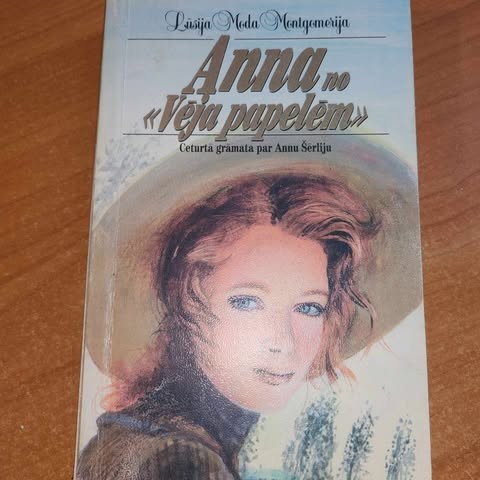 Lūsija Moda Montgomerija
Anna no
«Vēja papelēm»
Ceturtā grāmata par Annu Šērliju